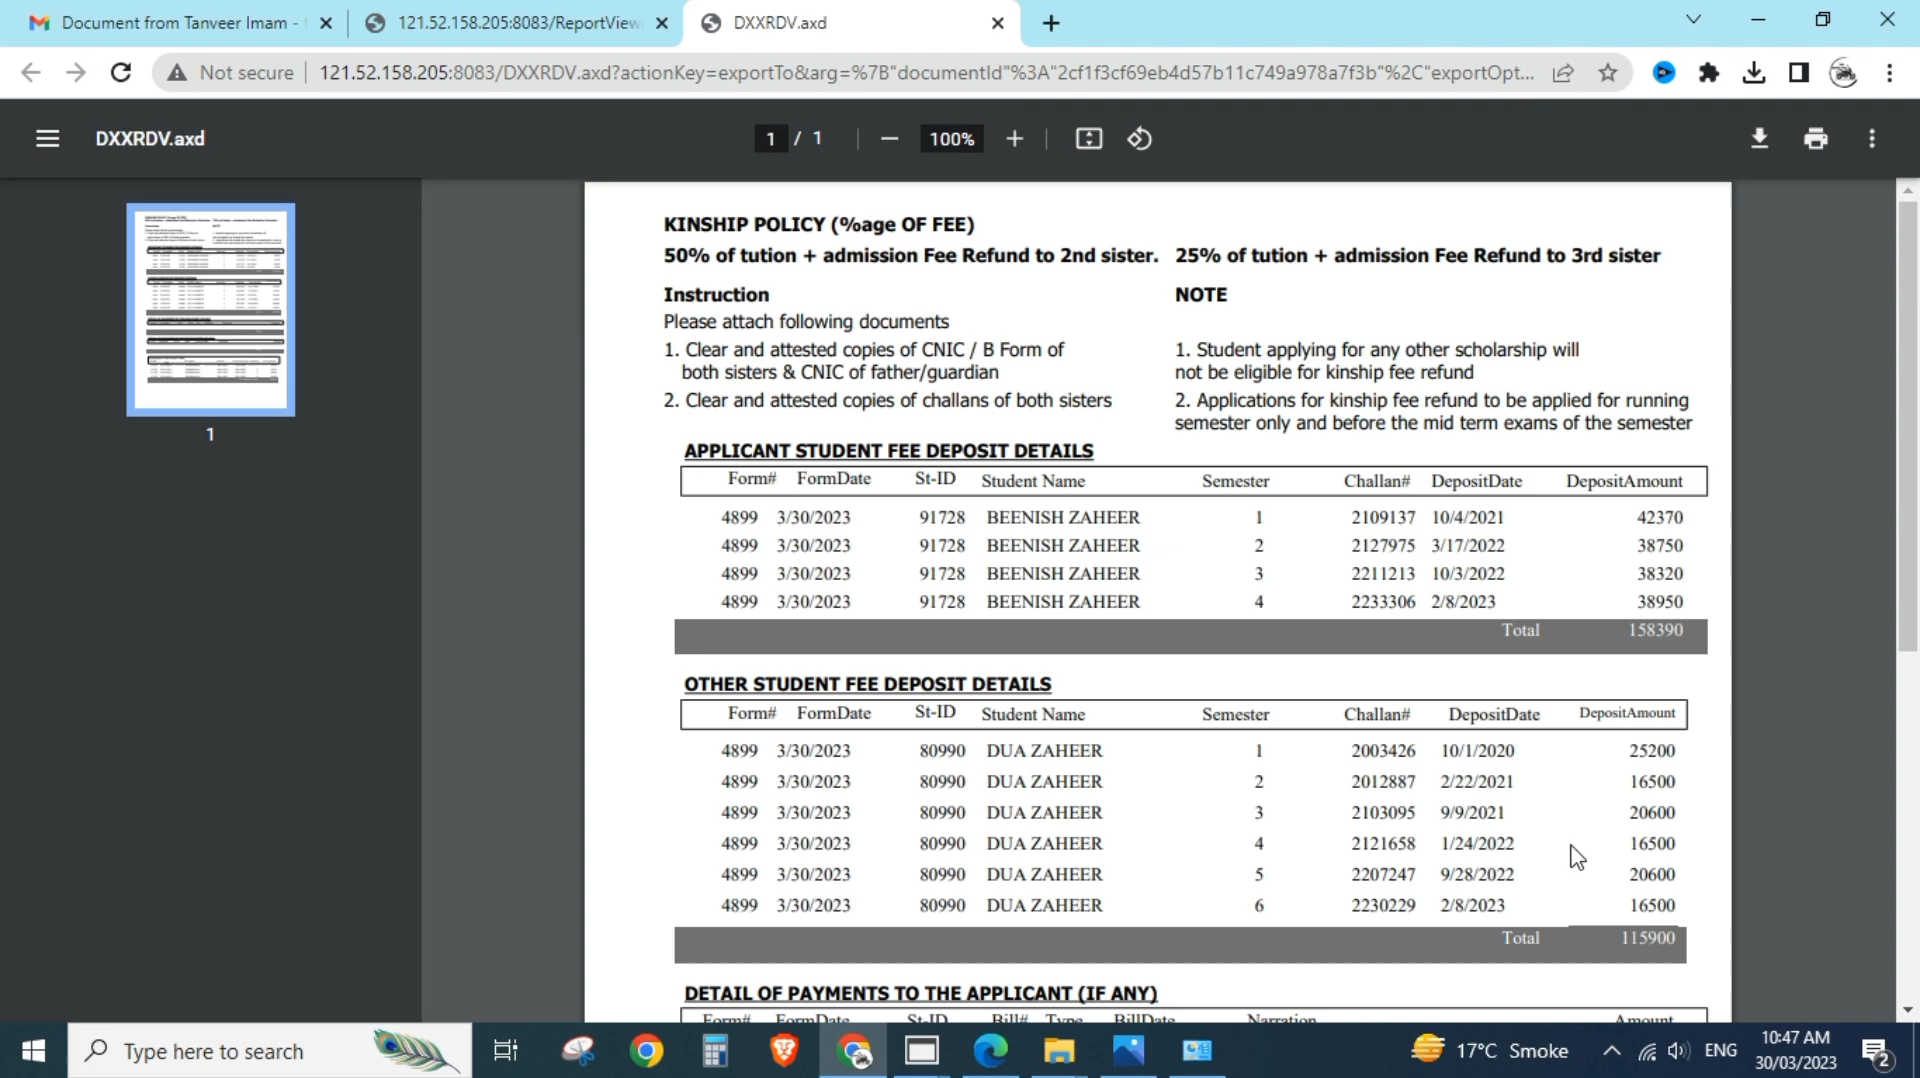 Document from Tanveer Imam -
121.52.158.205:8083/ReportView
DXXRDV.axd
Not secure
121.52.158.205:8083/DXXRDV.axd?actionKey=exportTo&arg=%7B"documentId"%3A"2cf1f3cf69eb4d57b11c749a978a7f3b"%2C"exportOpt...
DXXRDV.axd
1 / 1
100%
1
KINSHIP POLICY (%age OF FEE)
50% of tution + admission Fee Refund to 2nd sister. 25% of tution + admission Fee Refund to 3rd sister
Instruction
Please attach following documents
1. Clear and attested copies of CNIC / B Form of
both sisters & CNIC of father/guardian
2. Clear and attested copies of challans of both sisters
NOTE
1. Student applying for any other scholarship will
not be eligible for kinship fee refund
2. Applications for kinship fee refund to be applied for running
semester only and before the mid term exams of the semester
APPLICANT STUDENT FEE DEPOSIT DETAILS
Form# FormDate St-ID Student Name Semester Challan# DepositDate DepositAmount
4899 3/30/2023 91728 BEENISH ZAHEER 1 2109137 10/4/2021 42370
4899 3/30/2023 91728 BEENISH ZAHEER 2 2127975 3/17/2022 38750
4899 3/30/2023 91728 BEENISH ZAHEER 3 2211213 10/3/2022 38320
4899 3/30/2023 91728 BEENISH ZAHEER 4 2233306 2/8/2023 38950
Total 158390
OTHER STUDENT FEE DEPOSIT DETAILS
Form# FormDate St-ID Student Name Semester Challan# DepositDate DepositAmount
4899 3/30/2023 80990 DUA ZAHEER 1 2003426 10/1/2020 25200
4899 3/30/2023 80990 DUA ZAHEER 2 2012887 2/22/2021 16500
4899 3/30/2023 80990 DUA ZAHEER 3 2103095 9/9/2021 20600
4899 3/30/2023 80990 DUA ZAHEER 4 2121658 1/24/2022 16500
4899 3/30/2023 80990 DUA ZAHEER 5 2207247 9/28/2022 20600
4899 3/30/2023 80990 DUA ZAHEER 6 2230229 2/8/2023 16500
Total 115900
DETAIL OF PAYMENTS TO THE APPLICANT (IF ANY)
Form# FormDate St-ID Bill# Type BillDate Narration Amount
Type here to search
17°C Smoke
ENG
10:47 AM
30/03/2023
2